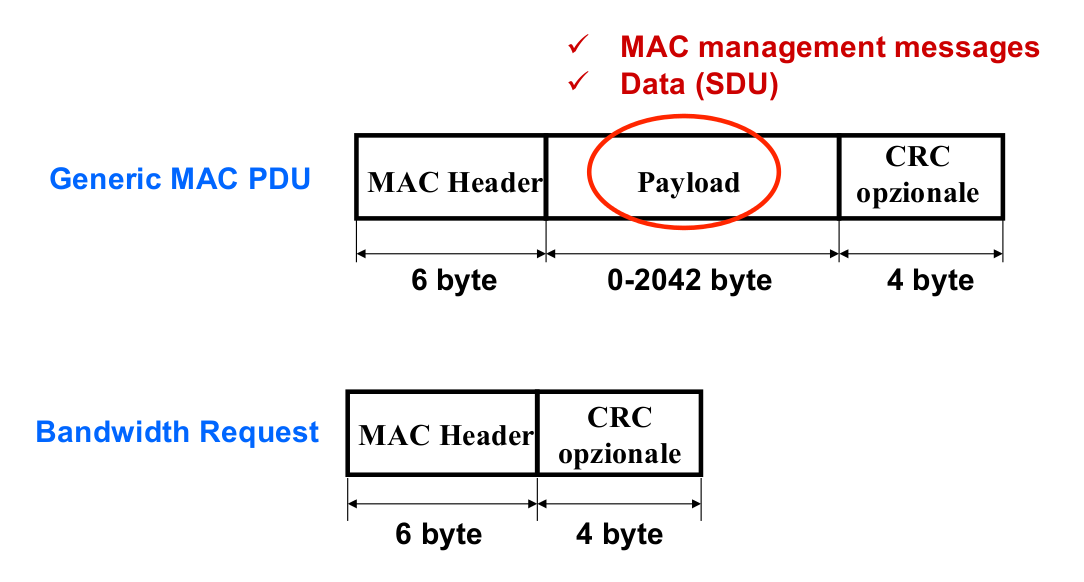 ✓ MAC management messages
✓ Data (SDU)
Generic MAC PDU
MAC Header
Payload
CRC
opzionale
6 byte
0-2042 byte
4 byte
Bandwidth Request
MAC Header
CRC
opzionale
6 byte
4 byte